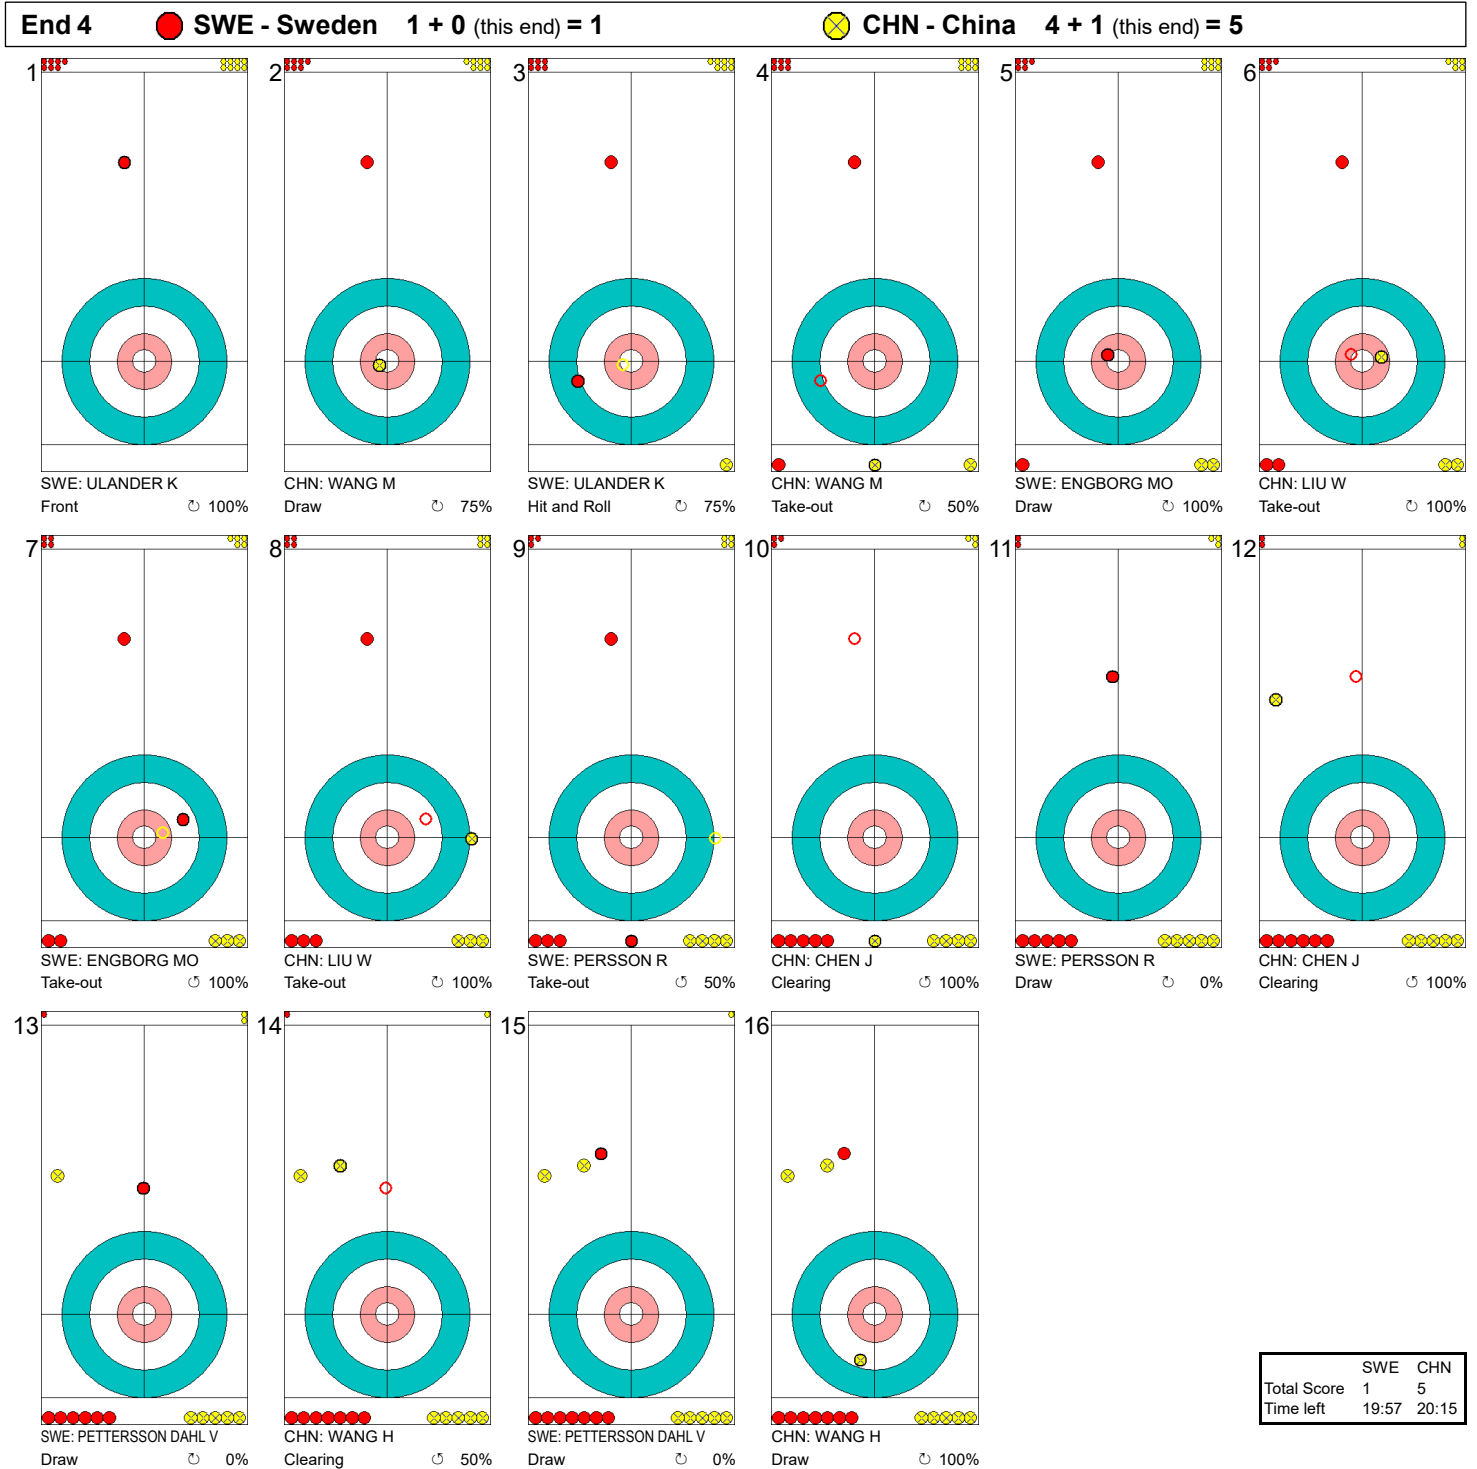 End 4 SWE - Sweden 1 + 0 (this end) = 1 CHN - China 4 + 1 (this end) = 5
1 2 3 4 5 6
SWE: ULANDER K CHN: WANG M SWE: ULANDER K CHN: WANG M SWE: ENGBORG MO CHN: LIU W
Front ↻ 100% Draw ↻ 75% Hit and Roll ↻ 75% Take-out ↻ 50% Draw ↻ 100% Take-out ↻ 100%
7 8 9 10 11 12
SWE: ENGBORG MO CHN: LIU W SWE: PERSSON R CHN: CHEN J SWE: PERSSON R CHN: CHEN J
Take-out ↺ 100% Take-out ↺ 100% Take-out ↺ 50% Clearing ↺ 100% Draw ↻ 0% Clearing ↺ 100%
13 14 15 16
SWE: PETTERSSON DAHL V CHN: WANG H SWE: PETTERSSON DAHL V CHN: WANG H
Draw ↻ 0% Clearing ↺ 50% Draw ↻ 0% Draw ↻ 100%
SWE CHN
Total Score 1 5
Time left 19:57 20:15